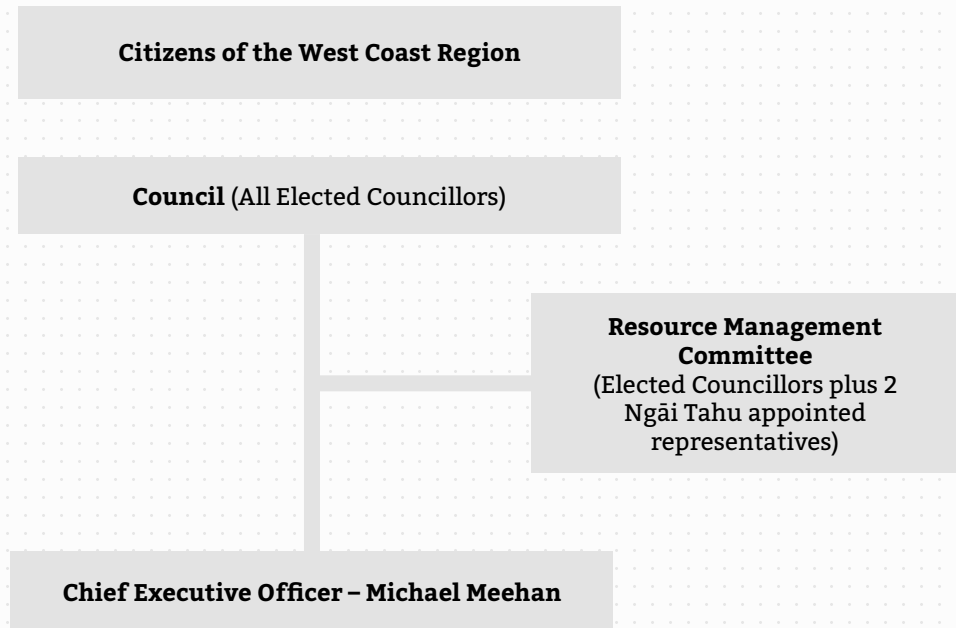 Citizens of the West Coast Region
Council (All Elected Councillors)
Resource Management
Committee
(Elected Councillors plus 2
Ngāi Tahu appointed
representatives)
Chief Executive Officer – Michael Meehan